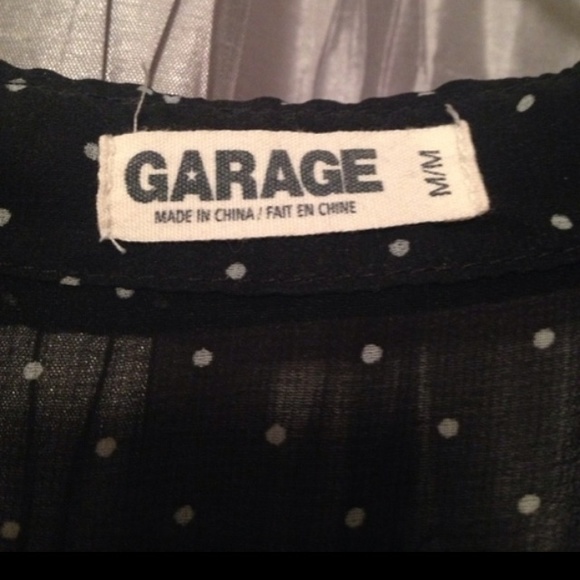 GARAGE
MADE IN CHINA / FAIT EN CHINE
M/M